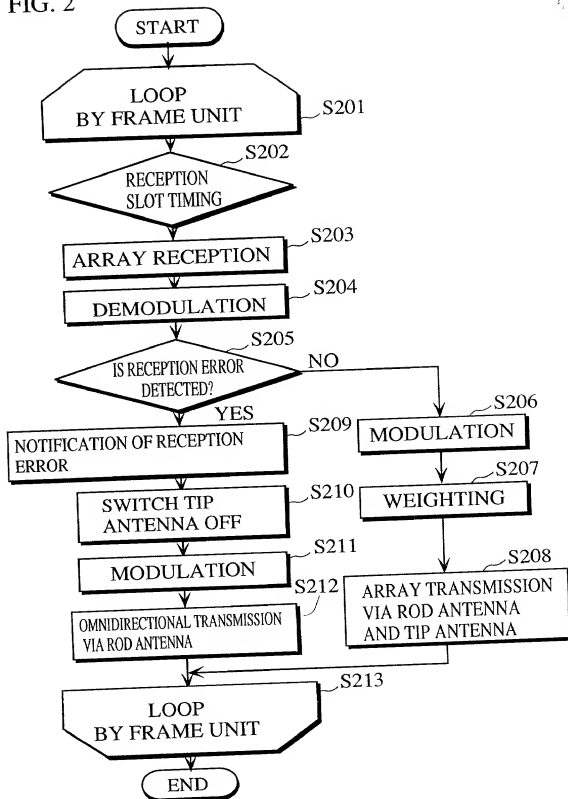 FIG. 2
START
LOOP
BY FRAME UNIT
S201
S202
RECEPTION
SLOT TIMING
S203
ARRAY RECEPTION
S204
DEMODULATION
S205
IS RECEPTION ERROR
DETECTED?
NO
YES
S206
MODULATION
S207
WEIGHTING
S208
ARRAY TRANSMISSION
VIA ROD ANTENNA
AND TIP ANTENNA
S209
NOTIFICATION OF RECEPTION
ERROR
S210
SWITCH TIP
ANTENNA OFF
S211
MODULATION
S212
OMNIDIRECTIONAL TRANSMISSION
VIA ROD ANTENNA
S213
LOOP
BY FRAME UNIT
END